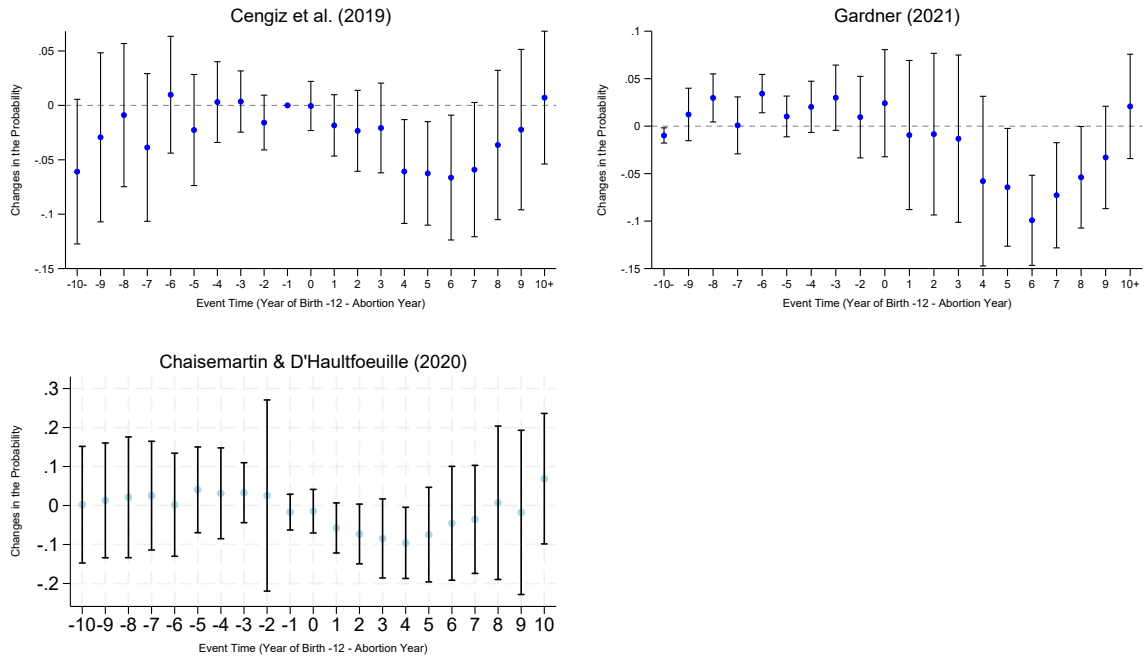 Cengiz et al. (2019)
Changes in the Probability
.05
0
-.05
-.1
-.15
-10- -9 -8 -7 -6 -5 -4 -3 -2 -1 0 1 2 3 4 5 6 7 8 9 10+
Event Time (Year of Birth -12 - Abortion Year)
Gardner (2021)
Changes in the Probability
.1
.05
0
-.05
-.1
-.15
-10- -9 -8 -7 -6 -5 -4 -3 -2 0 1 2 3 4 5 6 7 8 9 10+
Event Time (Year of Birth -12 - Abortion Year)
Chaisemartin & D'Haultfoeuille (2020)
Changes in the Probability
.3
.2
.1
0
-.1
-.2
-10 -9 -8 -7 -6 -5 -4 -3 -2 -1 0 1 2 3 4 5 6 7 8 9 10
Event Time (Year of Birth -12 - Abortion Year)